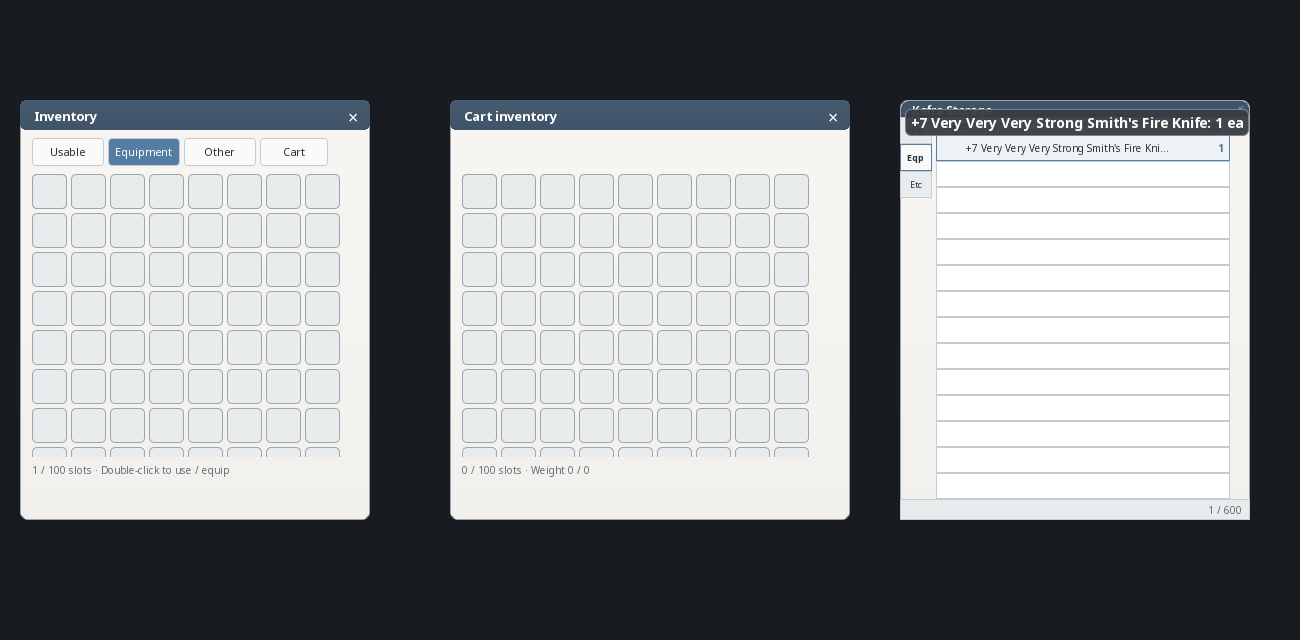 Inventory
×
Usable
Equipment
Other
Cart
1 / 100 slots · Double-click to use / equip
Cart inventory
×
0 / 100 slots · Weight 0 / 0
Kafra Storage
+7 Very Very Very Strong Smith's Fire Knife: 1 ea
+7 Very Very Very Strong Smith's Fire Kni...
1
Eqp
Etc
1 / 600